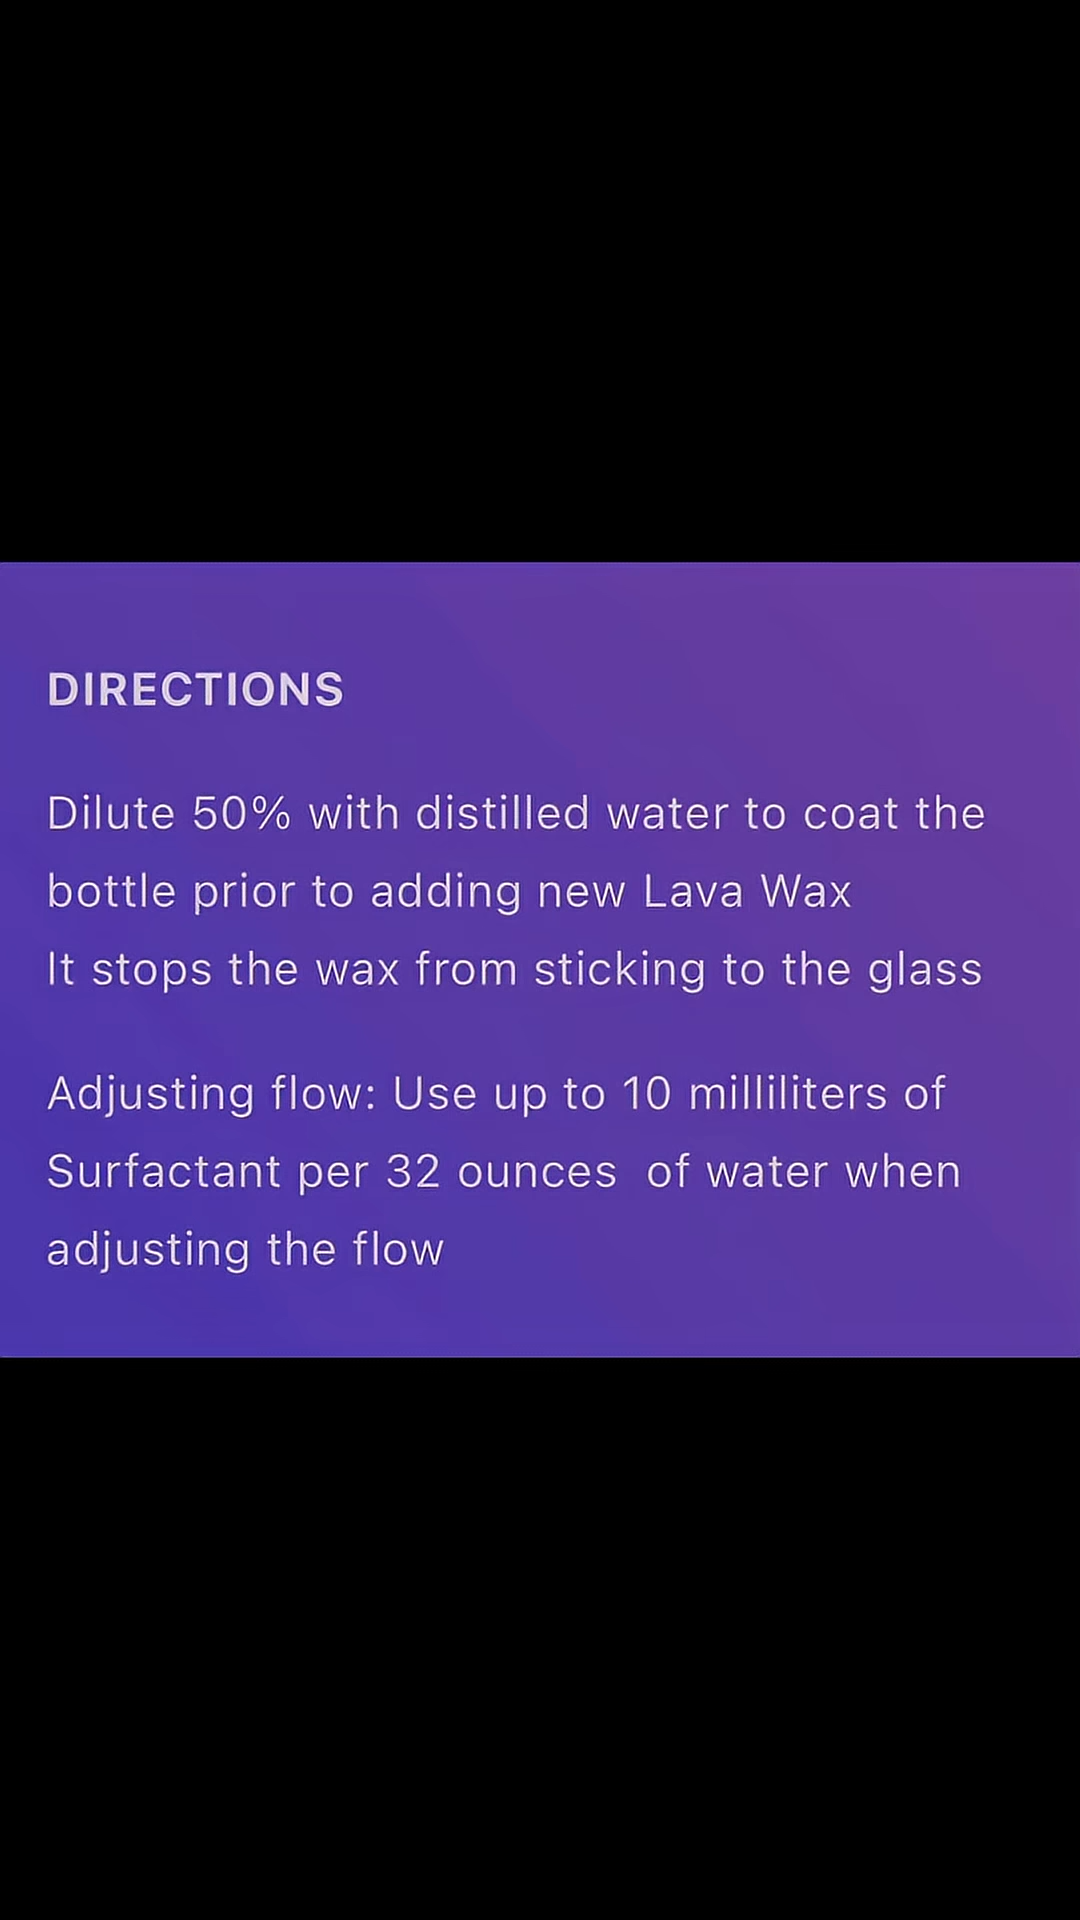 DIRECTIONS
Dilute 50% with distilled water to coat the
bottle prior to adding new Lava Wax
It stops the wax from sticking to the glass
Adjusting flow: Use up to 10 milliliters of
Surfactant per 32 ounces  of water when
adjusting the flow